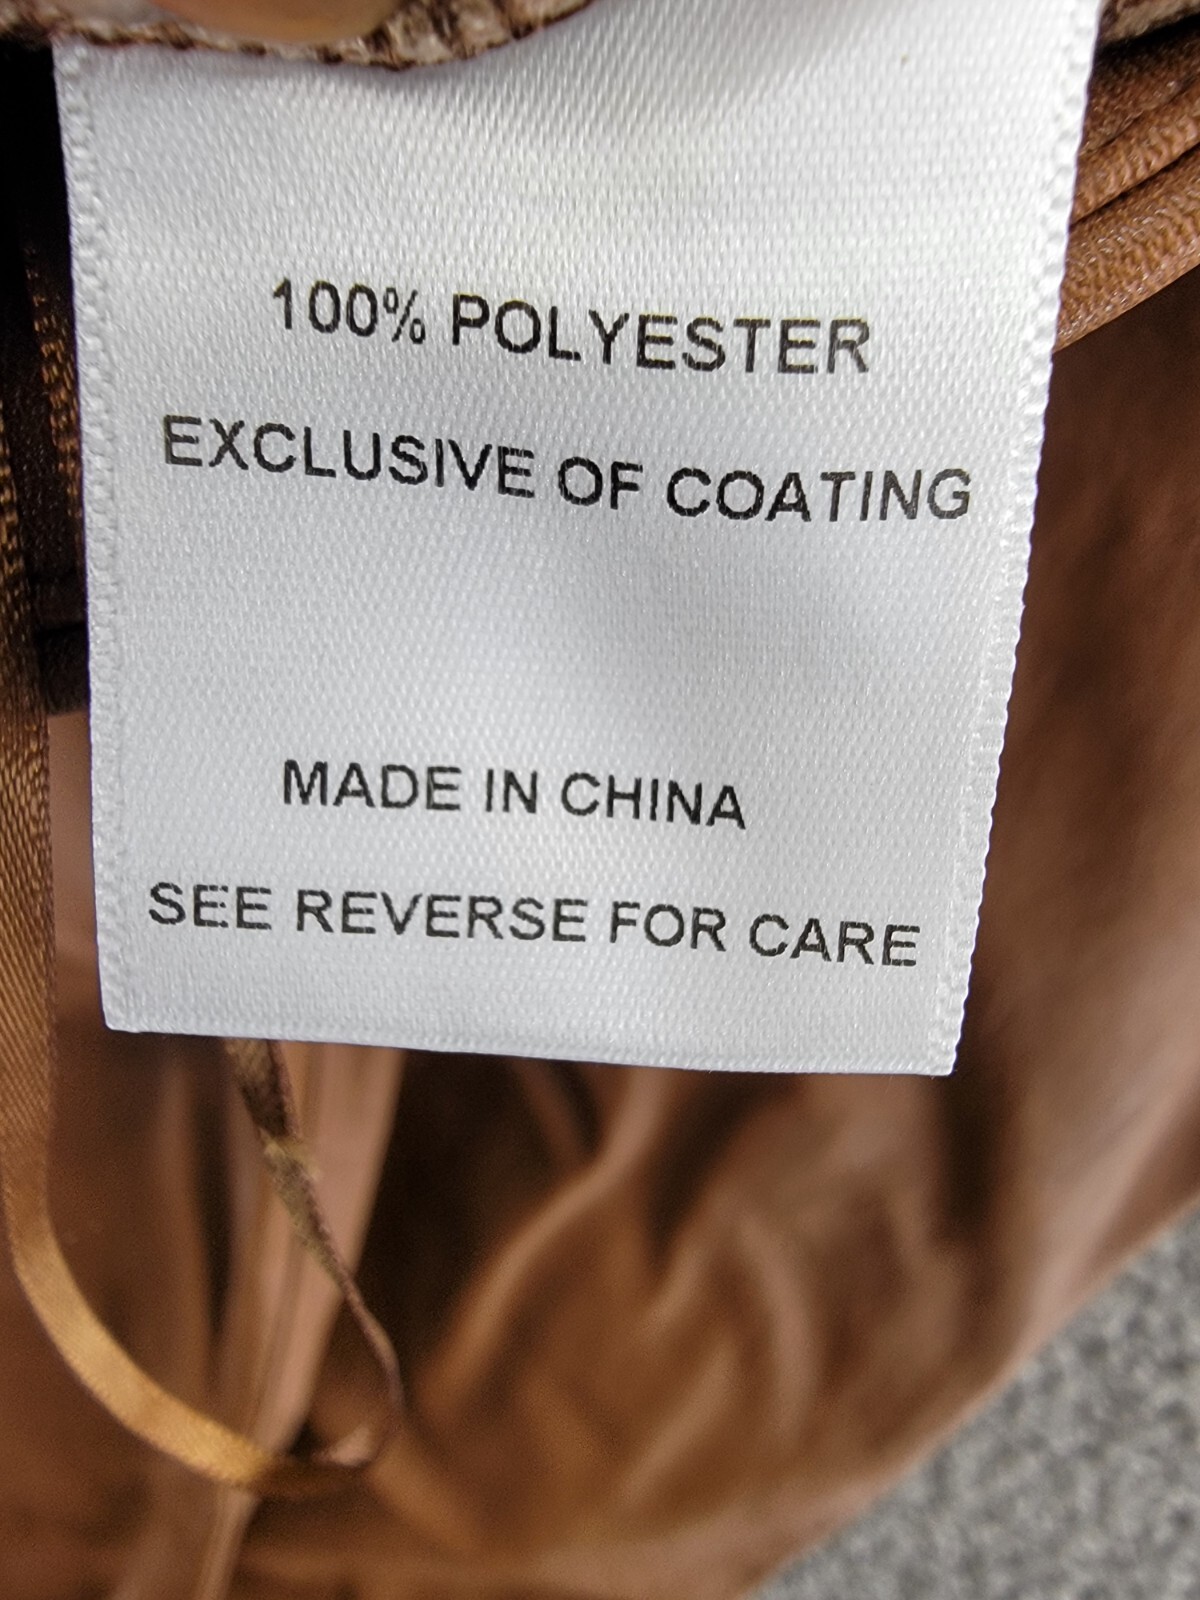 100% POLYESTER
EXCLUSIVE OF COATING
MADE IN CHINA
SEE REVERSE FOR CARE